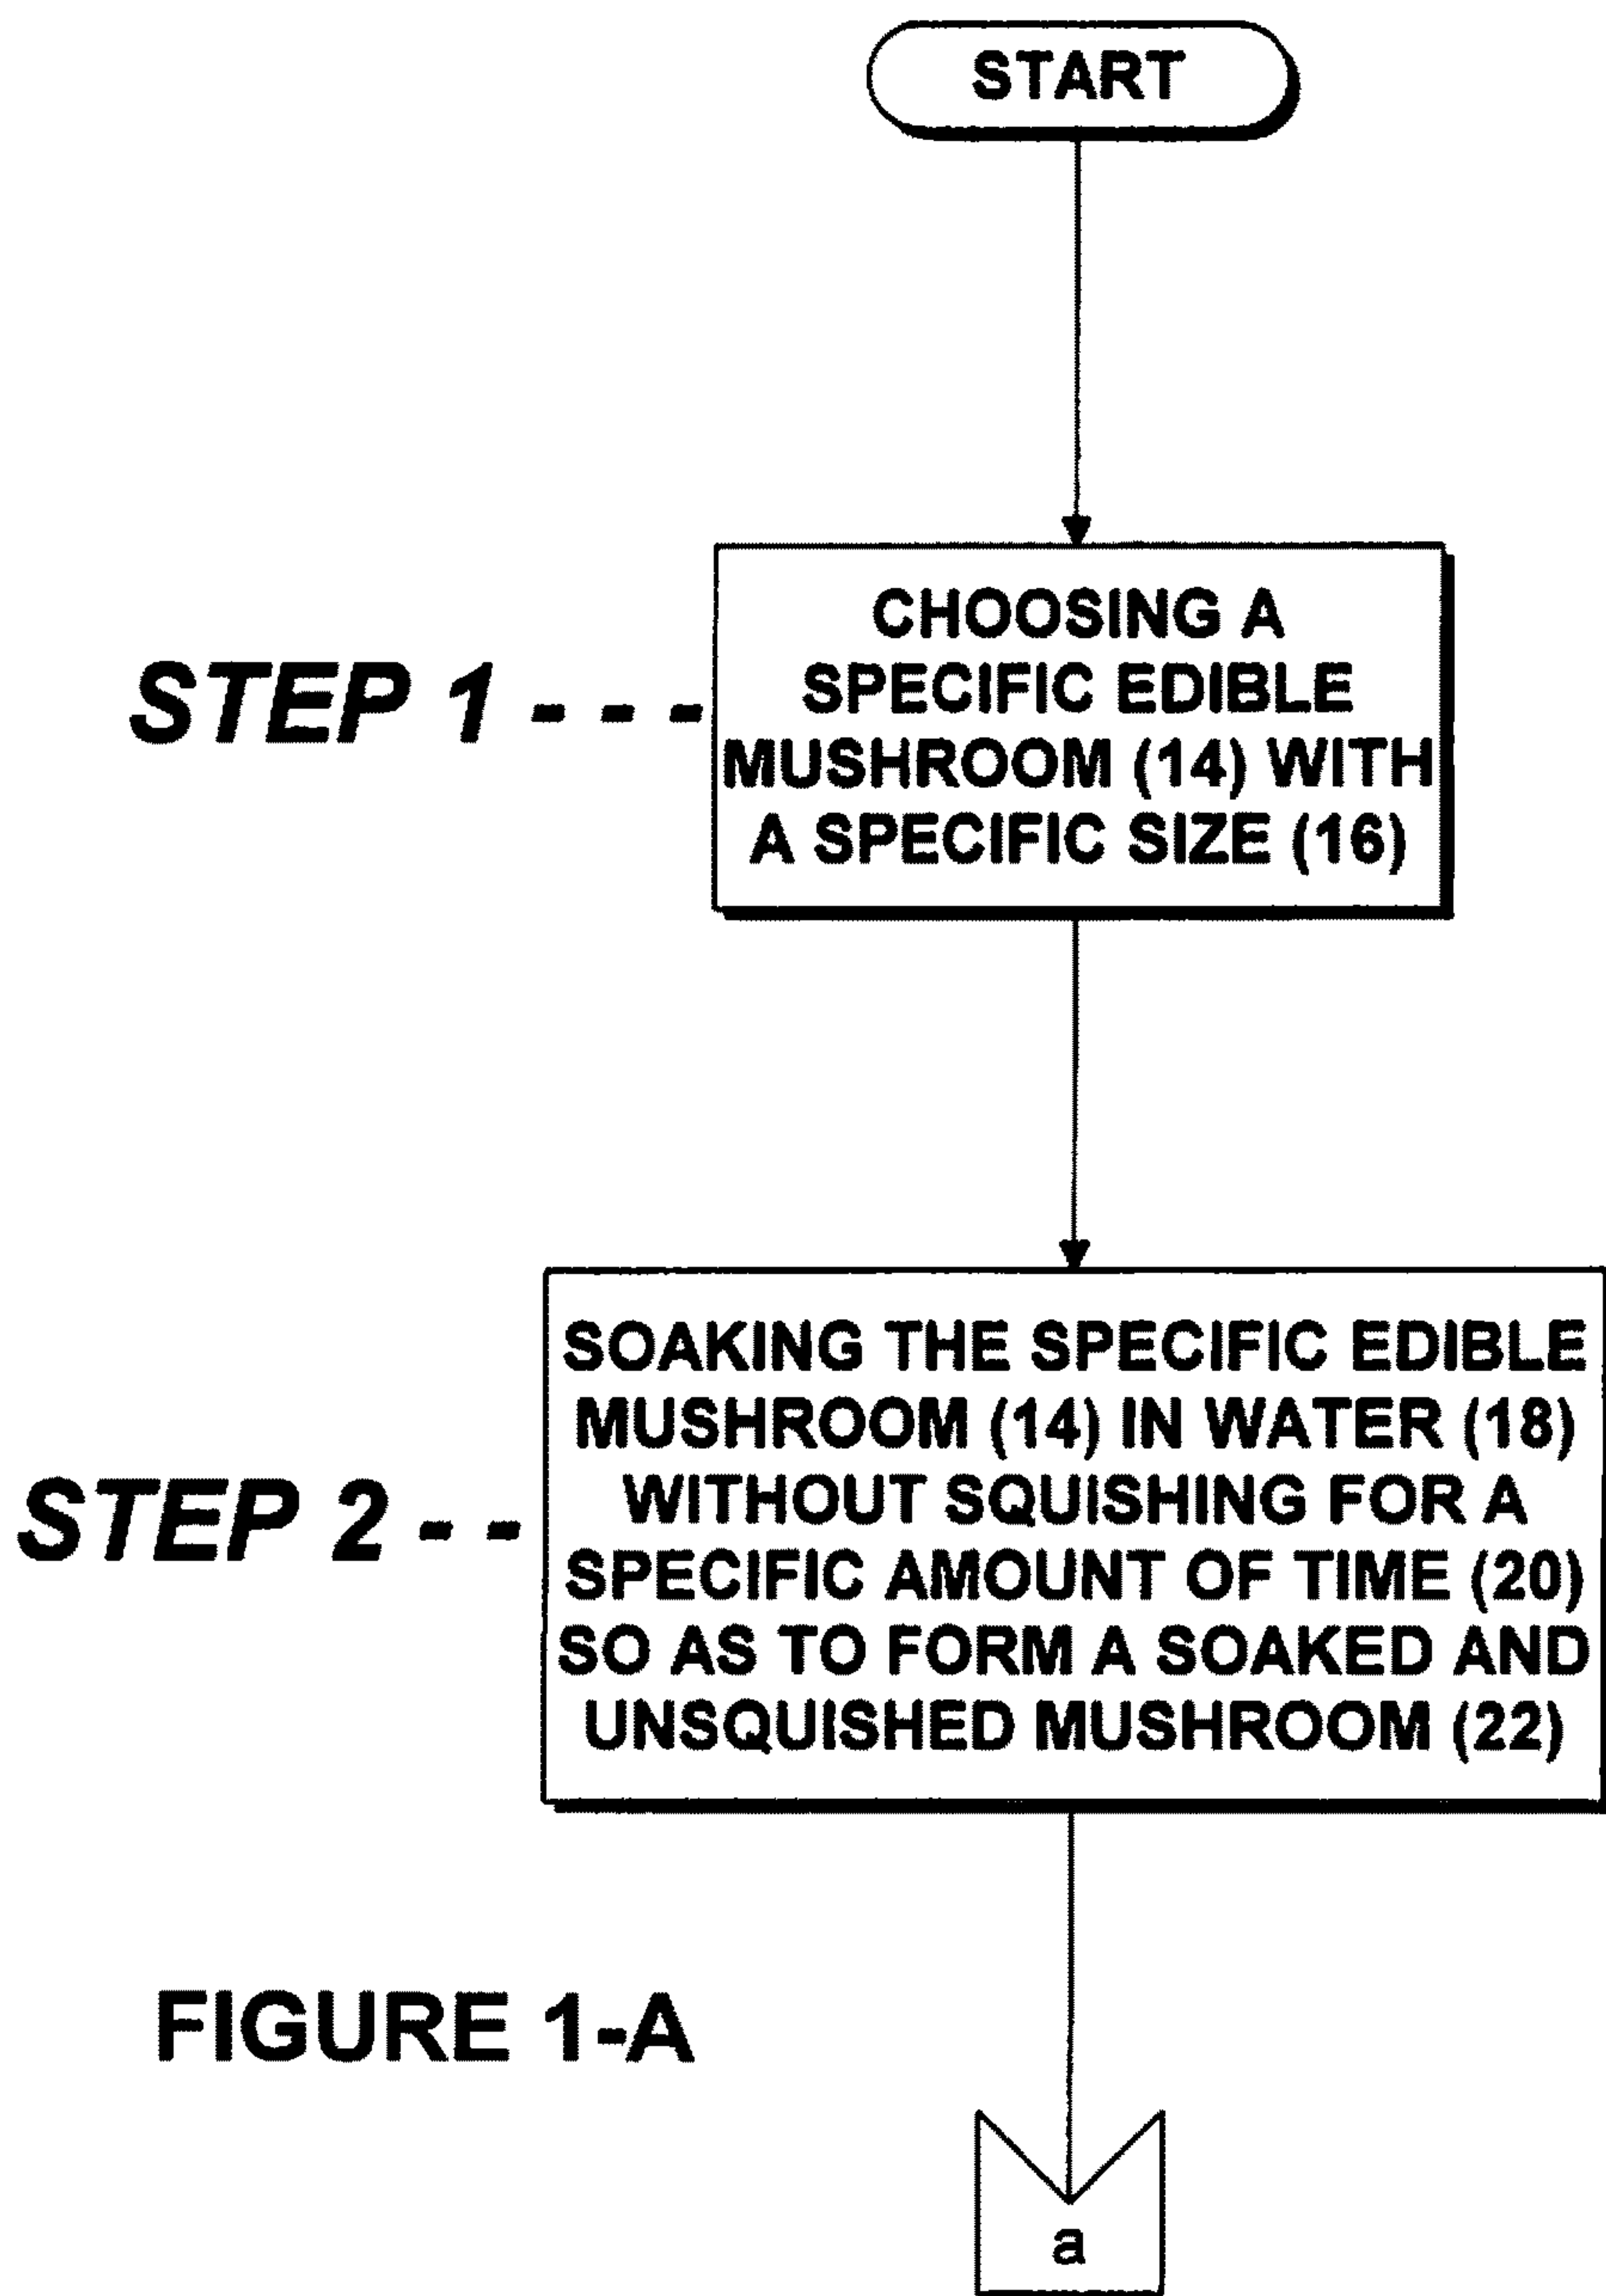 START
STEP 1 - - -
CHOOSING A
SPECIFIC EDIBLE
MUSHROOM (14) WITH
A SPECIFIC SIZE (16)
STEP 2 - -
SOAKING THE SPECIFIC EDIBLE
MUSHROOM (14) IN WATER (18)
WITHOUT SQUISHING FOR A
SPECIFIC AMOUNT OF TIME (20)
SO AS TO FORM A SOAKED AND
UNSQUISHED MUSHROOM (22)
FIGURE 1-A
a